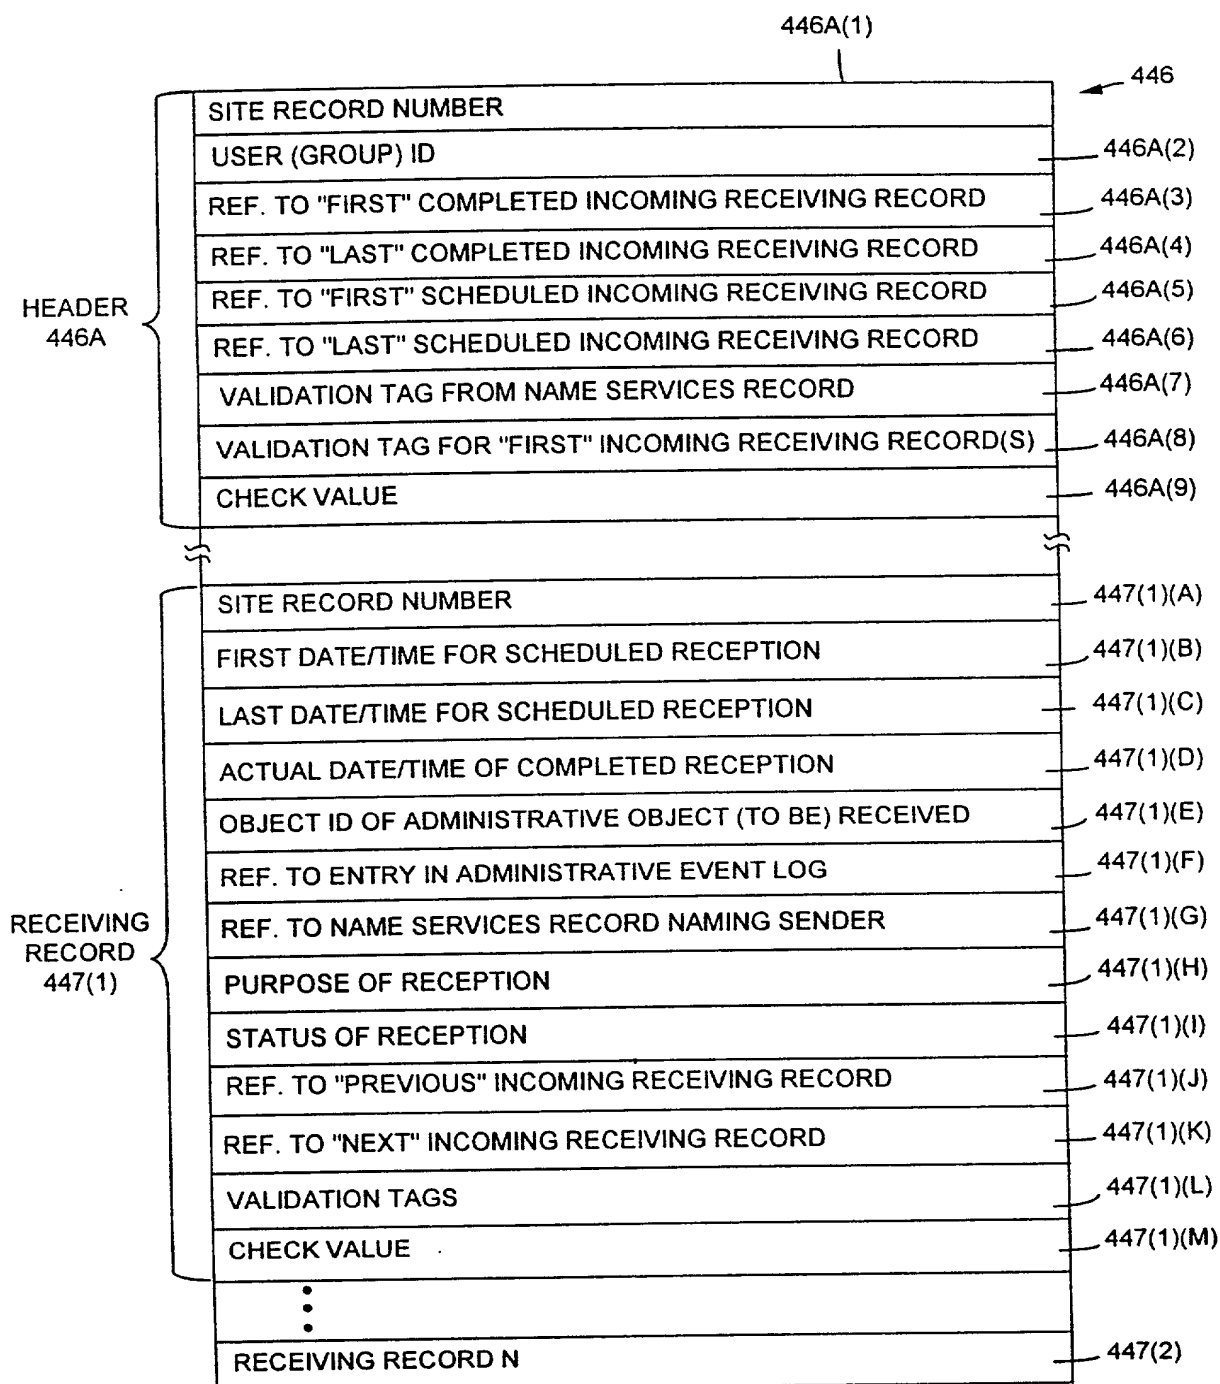 446A(1)
446
SITE RECORD NUMBER
USER (GROUP) ID 446A(2)
REF. TO "FIRST" COMPLETED INCOMING RECEIVING RECORD 446A(3)
REF. TO "LAST" COMPLETED INCOMING RECEIVING RECORD 446A(4)
REF. TO "FIRST" SCHEDULED INCOMING RECEIVING RECORD 446A(5)
HEADER
446A
REF. TO "LAST" SCHEDULED INCOMING RECEIVING RECORD 446A(6)
VALIDATION TAG FROM NAME SERVICES RECORD 446A(7)
VALIDATION TAG FOR "FIRST" INCOMING RECEIVING RECORD(S) 446A(8)
CHECK VALUE 446A(9)
SITE RECORD NUMBER 447(1)(A)
FIRST DATE/TIME FOR SCHEDULED RECEPTION 447(1)(B)
LAST DATE/TIME FOR SCHEDULED RECEPTION 447(1)(C)
ACTUAL DATE/TIME OF COMPLETED RECEPTION 447(1)(D)
OBJECT ID OF ADMINISTRATIVE OBJECT (TO BE) RECEIVED 447(1)(E)
REF. TO ENTRY IN ADMINISTRATIVE EVENT LOG 447(1)(F)
RECEIVING
RECORD
447(1)
REF. TO NAME SERVICES RECORD NAMING SENDER 447(1)(G)
PURPOSE OF RECEPTION 447(1)(H)
STATUS OF RECEPTION 447(1)(I)
REF. TO "PREVIOUS" INCOMING RECEIVING RECORD 447(1)(J)
REF. TO "NEXT" INCOMING RECEIVING RECORD 447(1)(K)
VALIDATION TAGS 447(1)(L)
CHECK VALUE 447(1)(M)
RECEIVING RECORD N 447(2)